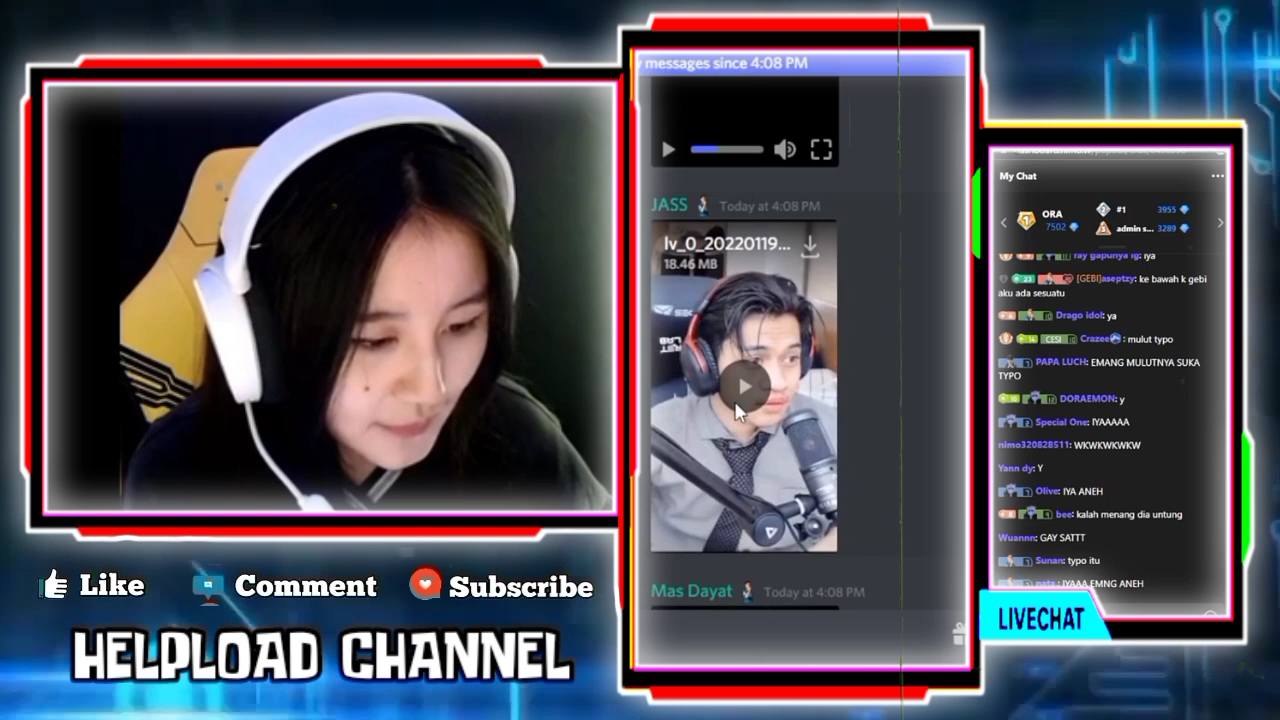 messages since 4:08 PM
JASS Today at 4:08 PM
lv_0_20220119...
18.46 MB
Mas Dayat Today at 4:08 PM
My Chat
ORA
7502
#1 3955
admin s... 3289
ray gapunya ig: iya
23 [GEBI]aseptzy: ke bawah k gebi
aku ada sesuatu
Drago idol: ya
14 CESI Crazee: mulut typo
PAPA LUCH: EMANG MULUTNYA SUKA
TYPO
DORAEMON: y
Special One: IYAAAAA
nimo320828511: WKWKWKWKW
Yann dy: Y
Olive: IYA ANEH
bee: kalah menang dia untung
Wuannn: GAY SATTT
Sunan: typo itu
nata: IYAAA EMNG ANEH
LIVECHAT
Like Comment Subscribe
HELPLOAD CHANNEL